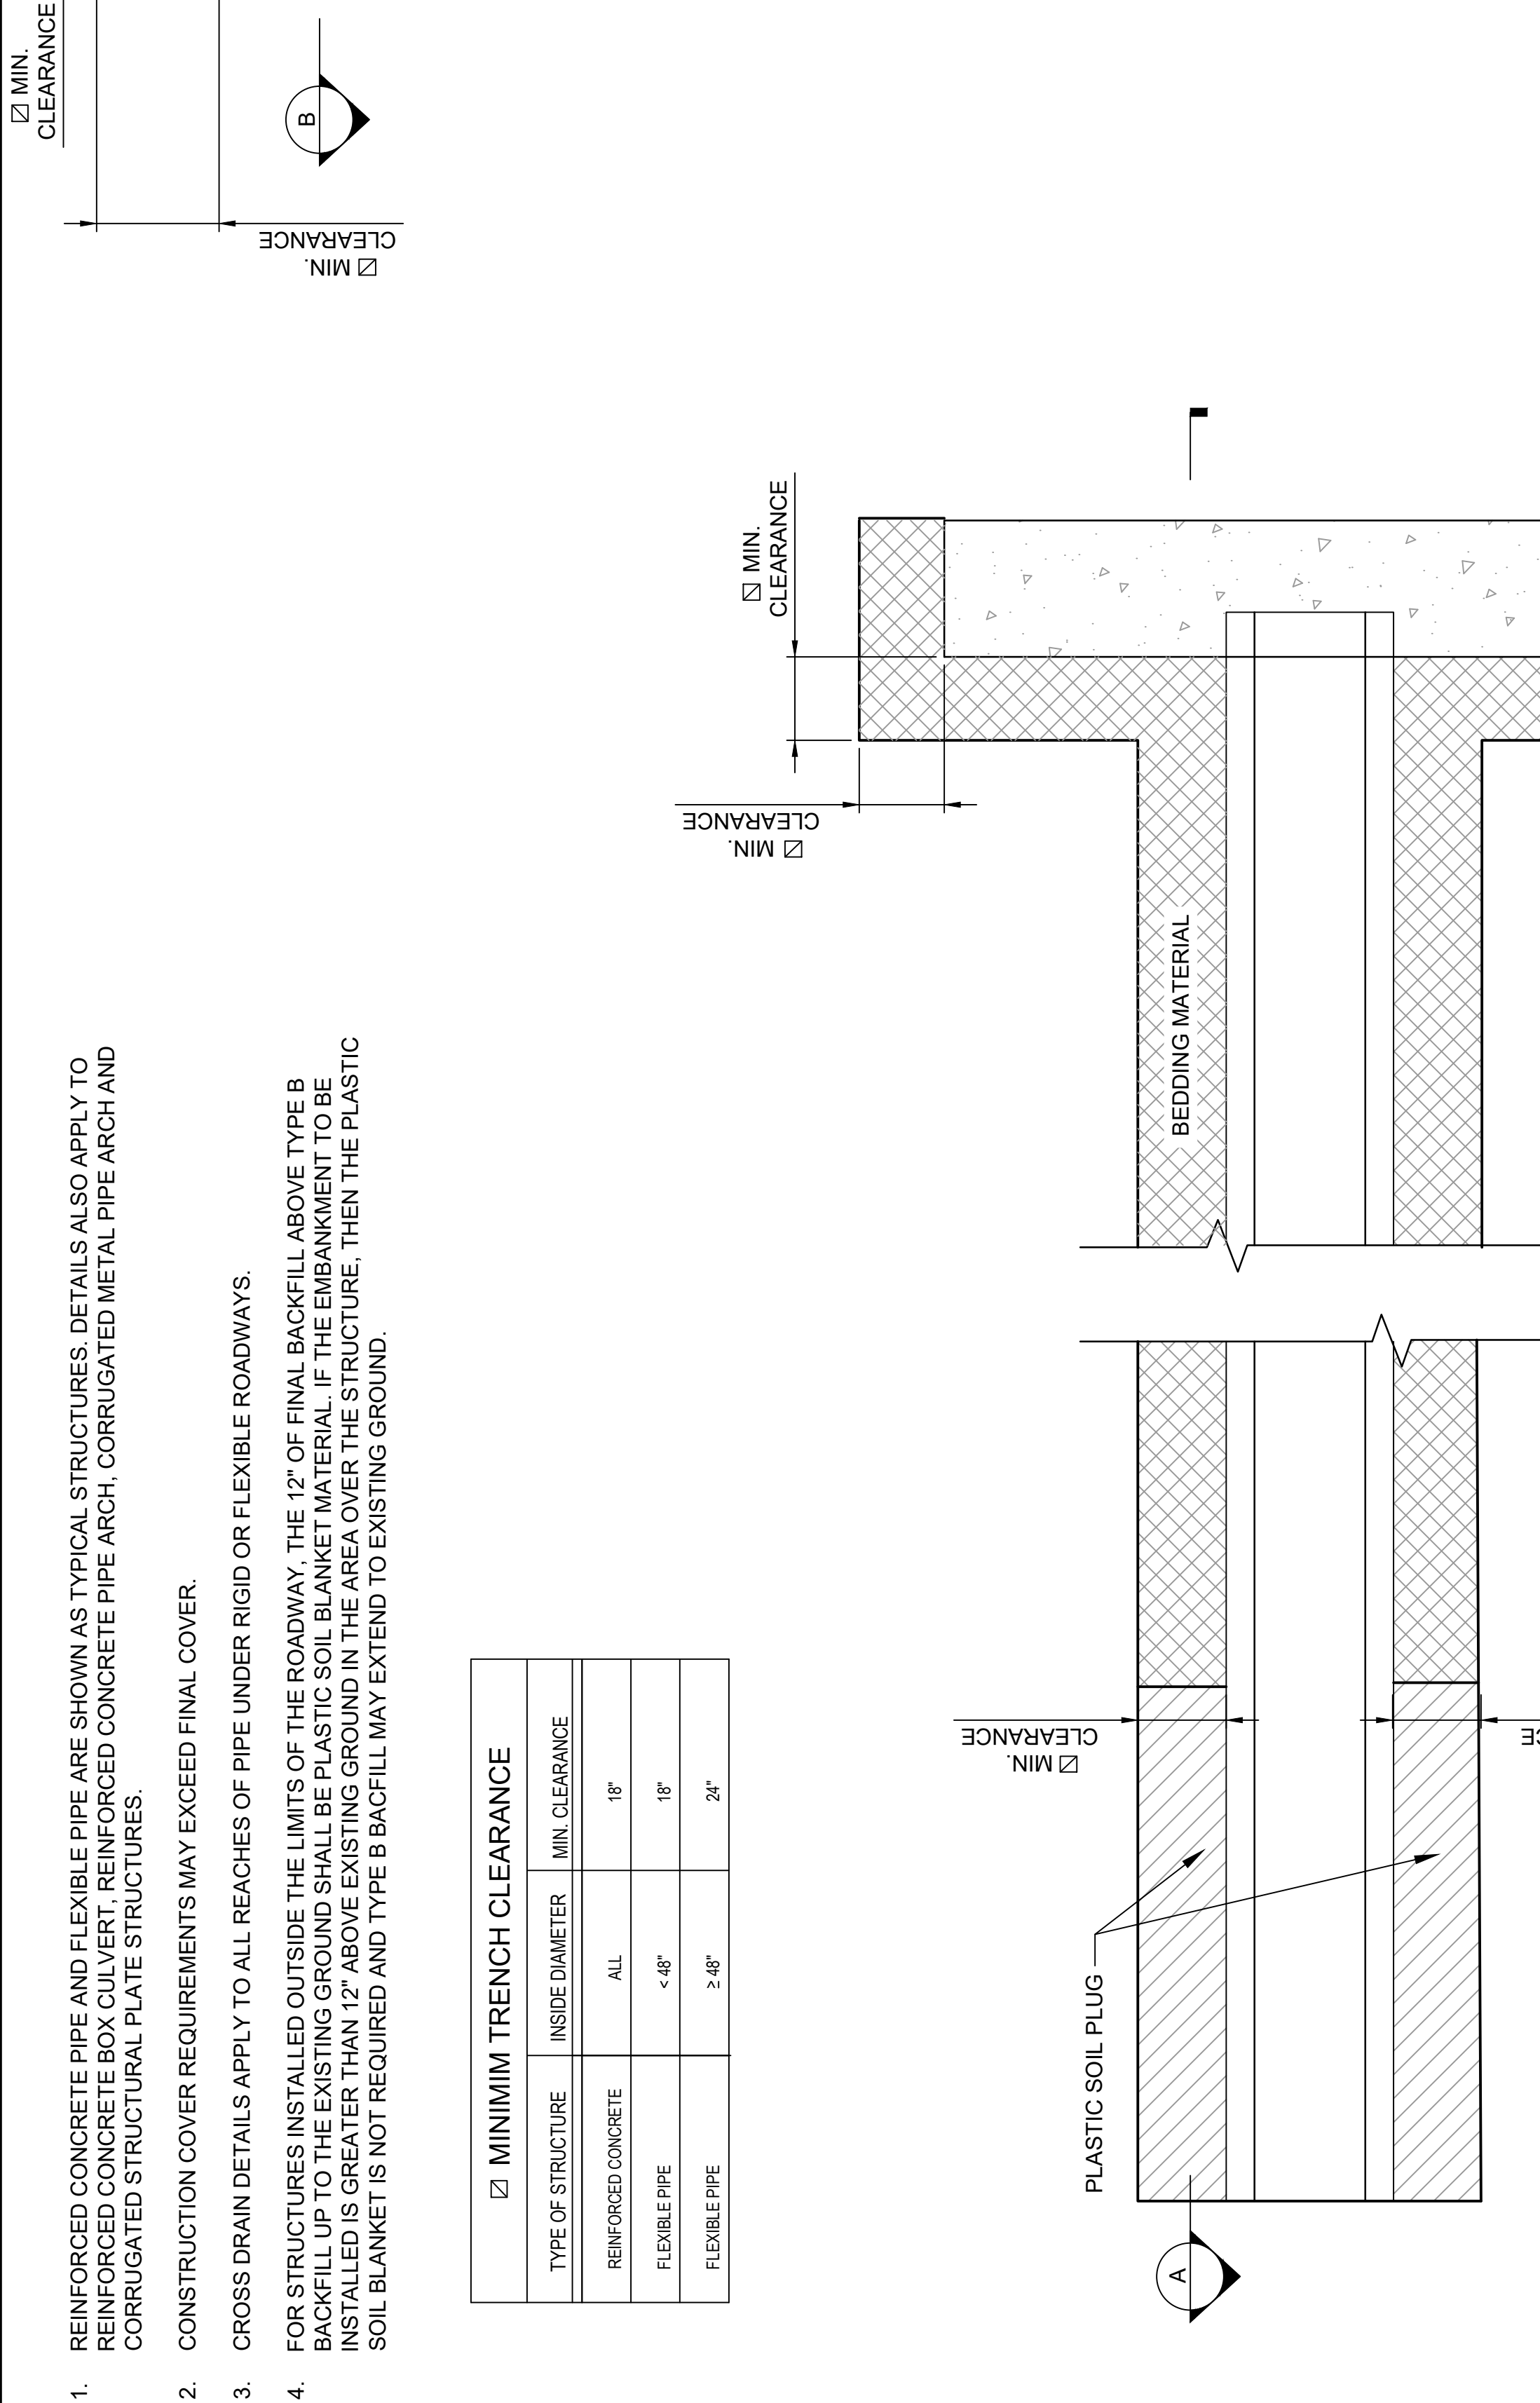 1. REINFORCED CONCRETE PIPE AND FLEXIBLE PIPE ARE SHOWN AS TYPICAL STRUCTURES. DETAILS ALSO APPLY TO
REINFORCED CONCRETE BOX CULVERT, REINFORCED CONCRETE PIPE ARCH, CORRUGATED METAL PIPE ARCH AND
CORRUGATED STRUCTURAL PLATE STRUCTURES.
2. CONSTRUCTION COVER REQUIREMENTS MAY EXCEED FINAL COVER.
3. CROSS DRAIN DETAILS APPLY TO ALL REACHES OF PIPE UNDER RIGID OR FLEXIBLE ROADWAYS.
4. FOR STRUCTURES INSTALLED OUTSIDE THE LIMITS OF THE ROADWAY, THE 12" OF FINAL BACKFILL ABOVE TYPE B
BACKFILL UP TO THE EXISTING GROUND SHALL BE PLASTIC SOIL BLANKET MATERIAL. IF THE EMBANKMENT TO BE
INSTALLED IS GREATER THAN 12" ABOVE EXISTING GROUND IN THE AREA OVER THE STRUCTURE, THEN THE PLASTIC
SOIL BLANKET IS NOT REQUIRED AND TYPE B BACFILL MAY EXTEND TO EXISTING GROUND.
⍁ MINIMIM TRENCH CLEARANCE
TYPE OF STRUCTURE INSIDE DIAMETER MIN. CLEARANCE
REINFORCED CONCRETE ALL 18"
FLEXIBLE PIPE < 48" 18"
FLEXIBLE PIPE ≥ 48" 24"
⍁ MIN.
CLEARANCE
⍁ MIN.
CLEARANCE
B
⍁ MIN.
CLEARANCE
⍁ MIN.
CLEARANCE
BEDDING MATERIAL
⍁ MIN.
CLEARANCE
PLASTIC SOIL PLUG
A